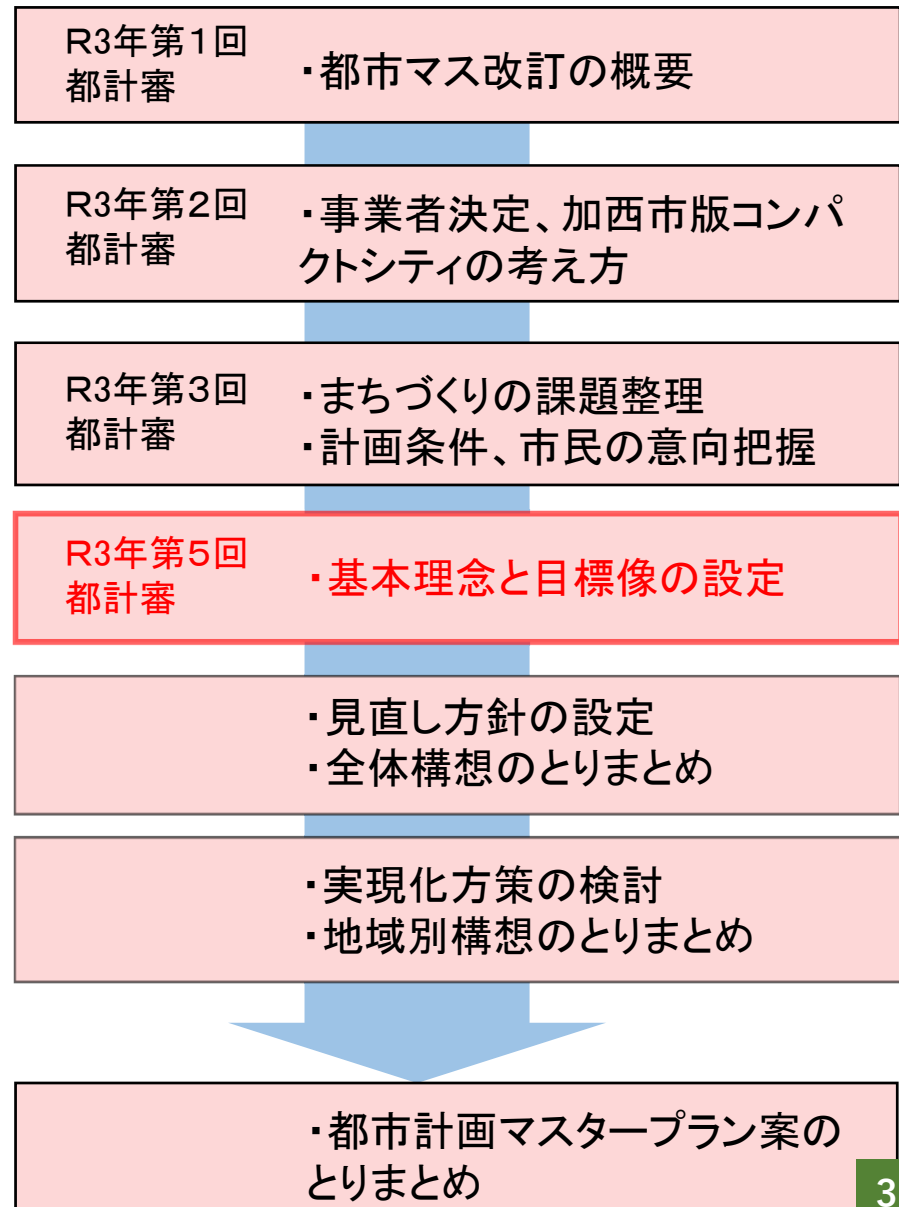 R3年第1回
都計審
・都市マス改訂の概要
R3年第2回
都計審
・事業者決定、加西市版コンパ
クトシティの考え方
R3年第3回
都計審
・まちづくりの課題整理
・計画条件、市民の意向把握
R3年第5回
都計審
・基本理念と目標像の設定
・見直し方針の設定
・全体構想のとりまとめ
・実現化方策の検討
・地域別構想のとりまとめ
・都市計画マスタープラン案の
とりまとめ
3